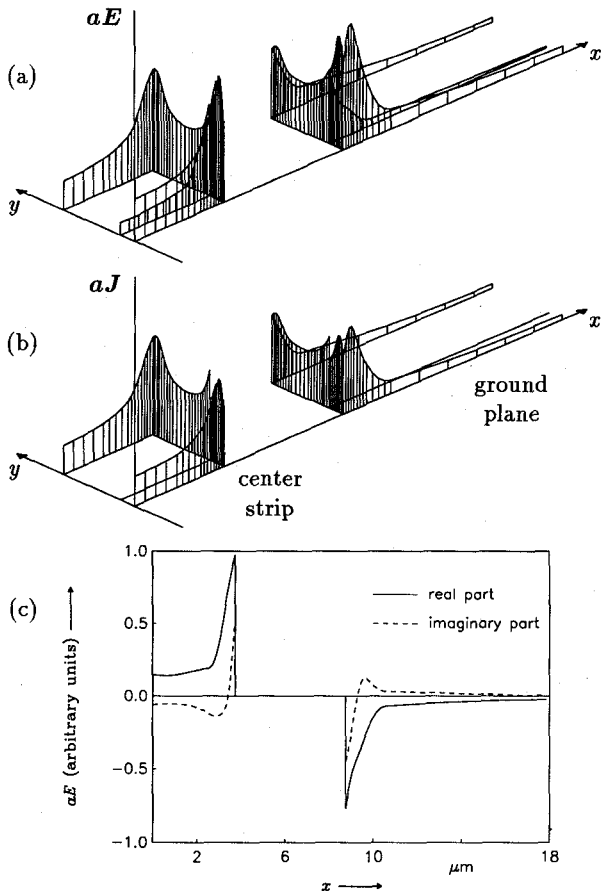 aE
(a)
x
y
aJ
(b)
x
y
ground
plane
center
strip
(c)
1.0
0.5
0.0
−0.5
−1.0
aE (arbitrary units)
real part
imaginary part
2
6
10
μm
18
x